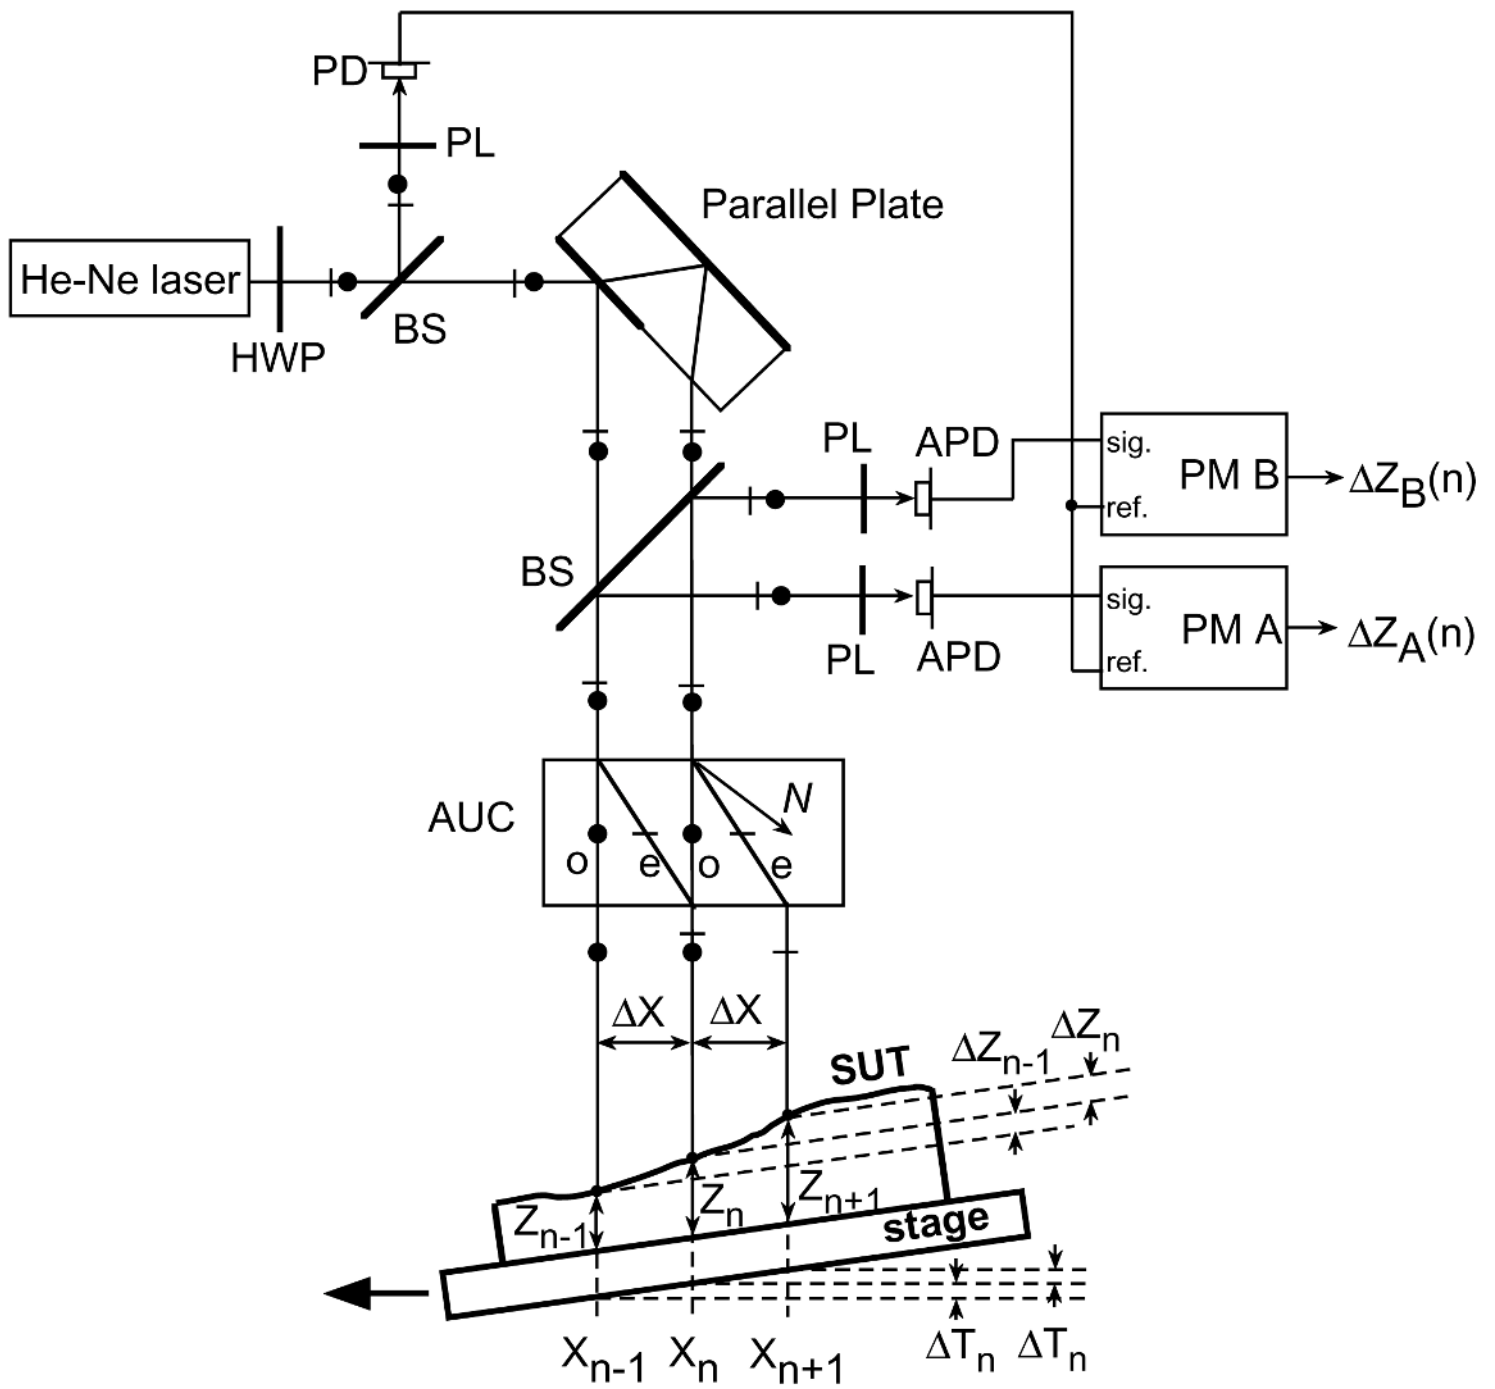 PD
PL
Parallel Plate
He-Ne laser
BS
HWP
PL
APD
sig.
PM B
ΔZB(n)
ref.
BS
sig.
PM A
ΔZA(n)
PL
APD
ref.
AUC
N
o
e
o
e
ΔX
ΔX
ΔZn
ΔZn-1
SUT
Zn-1
Zn
Zn+1
stage
Xn-1
Xn
Xn+1
ΔTn
ΔTn